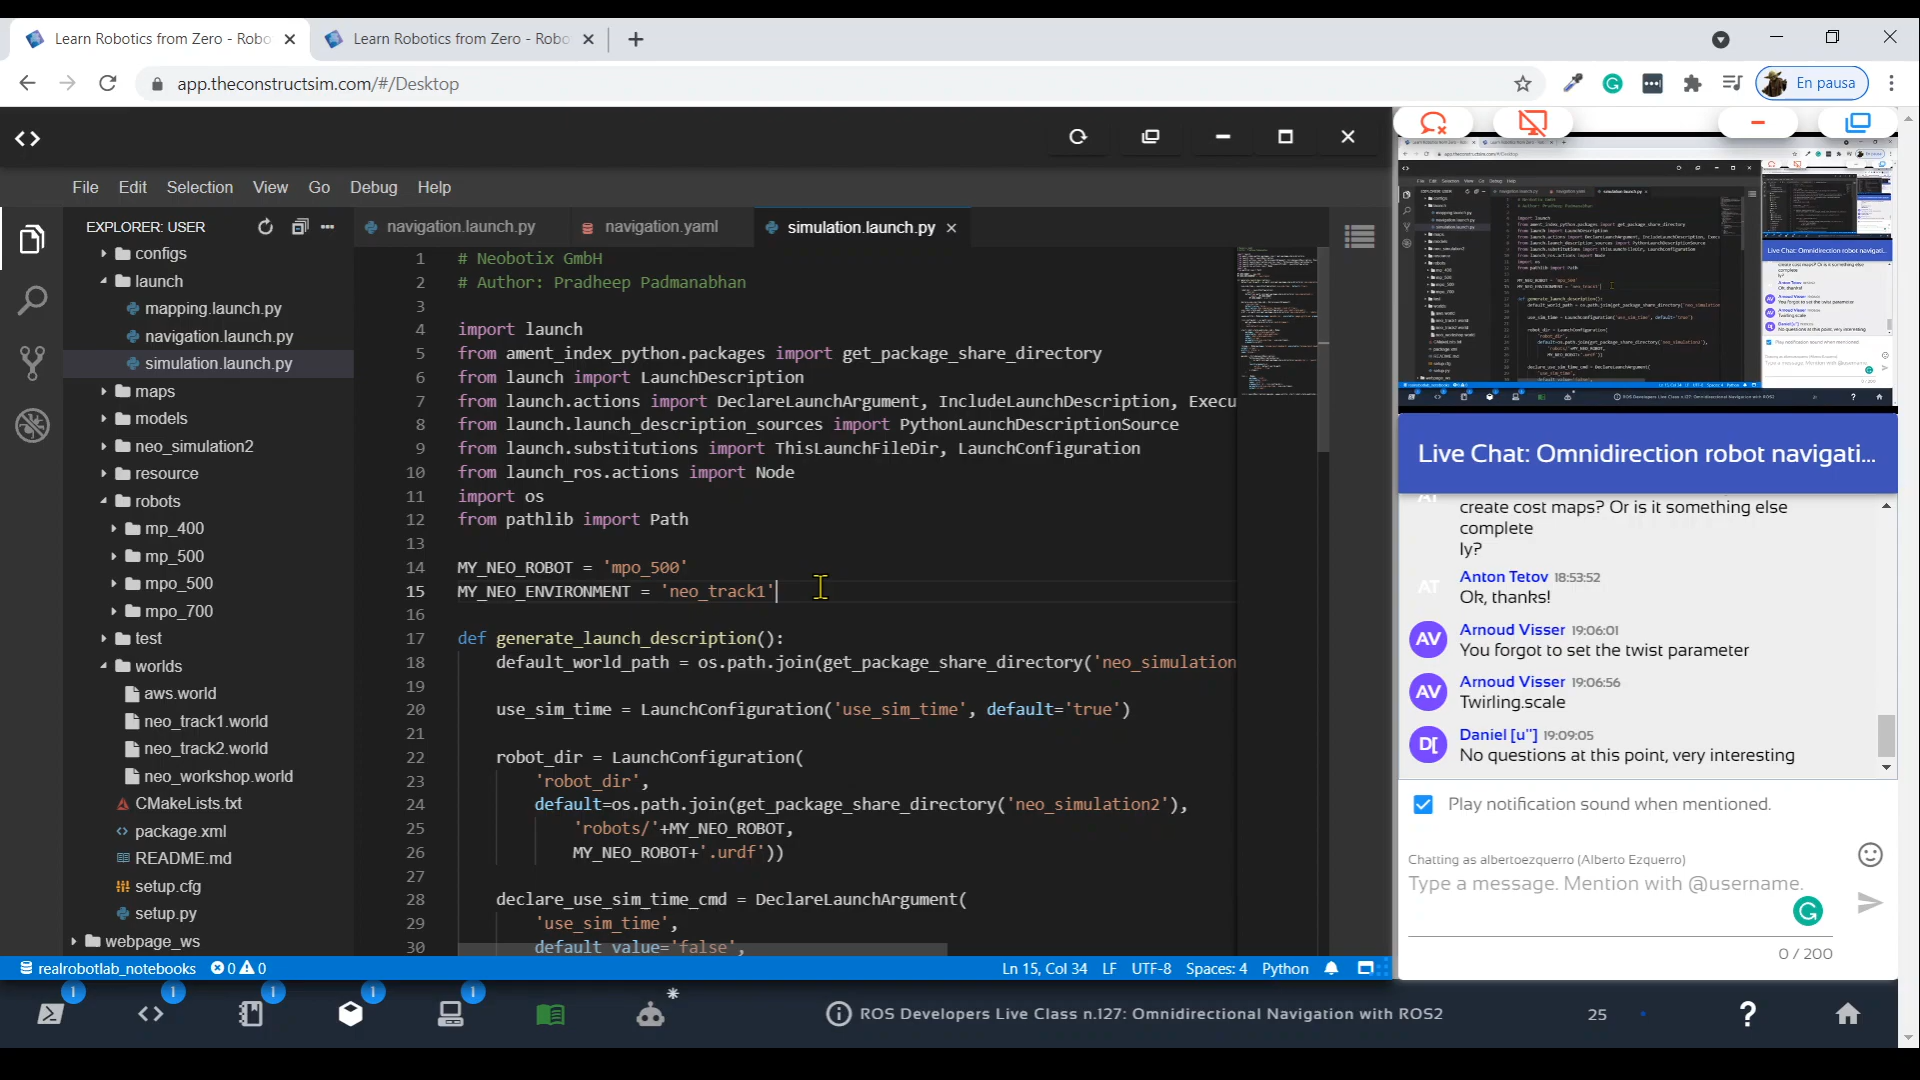 Learn Robotics from Zero - Robo
Learn Robotics from Zero - Robo
app.theconstructsim.com/#/Desktop
En pausa
File Edit Selection View Go Debug Help
EXPLORER: USER
configs
launch
mapping.launch.py
navigation.launch.py
simulation.launch.py
maps
models
neo_simulation2
resource
robots
mp_400
mp_500
mpo_500
mpo_700
test
worlds
aws.world
neo_track1.world
neo_track2.world
neo_workshop.world
CMakeLists.txt
package.xml
README.md
setup.cfg
setup.py
webpage_ws
navigation.launch.py navigation.yaml simulation.launch.py
1 # Neobotix GmbH
2 # Author: Pradheep Padmanabhan
3
4 import launch
5 from ament_index_python.packages import get_package_share_directory
6 from launch import LaunchDescription
7 from launch.actions import DeclareLaunchArgument, IncludeLaunchDescription, Execu
8 from launch.launch_description_sources import PythonLaunchDescriptionSource
9 from launch.substitutions import ThisLaunchFileDir, LaunchConfiguration
10 from launch_ros.actions import Node
11 import os
12 from pathlib import Path
13
14 MY_NEO_ROBOT = 'mpo_500'
15 MY_NEO_ENVIRONMENT = 'neo_track1'
16
17 def generate_launch_description():
18 default_world_path = os.path.join(get_package_share_directory('neo_simulation
19
20 use_sim_time = LaunchConfiguration('use_sim_time', default='true')
21
22 robot_dir = LaunchConfiguration(
23 'robot_dir',
24 default=os.path.join(get_package_share_directory('neo_simulation2'),
25 'robots/'+MY_NEO_ROBOT,
26 MY_NEO_ROBOT+'.urdf'))
27
28 declare_use_sim_time_cmd = DeclareLaunchArgument(
29 'use_sim_time',
30 default_value='false',
Live Chat: Omnidirection robot navigati...
create cost maps? Or is it something else
complete
ly?
AT
Anton Tetov 18:53:52
Ok, thanks!
AV
Arnoud Visser 19:06:01
You forgot to set the twist parameter
AV
Arnoud Visser 19:06:56
Twirling.scale
D[
Daniel [u"] 19:09:05
No questions at this point, very interesting
Play notification sound when mentioned.
Chatting as albertoezquerro (Alberto Ezquerro)
Type a message. Mention with @username.
0 / 200
realrobotlab_notebooks 0 0
Ln 15, Col 34 LF UTF-8 Spaces: 4 Python
1 1 1 1 1
ROS Developers Live Class n.127: Omnidirectional Navigation with ROS2
25
?